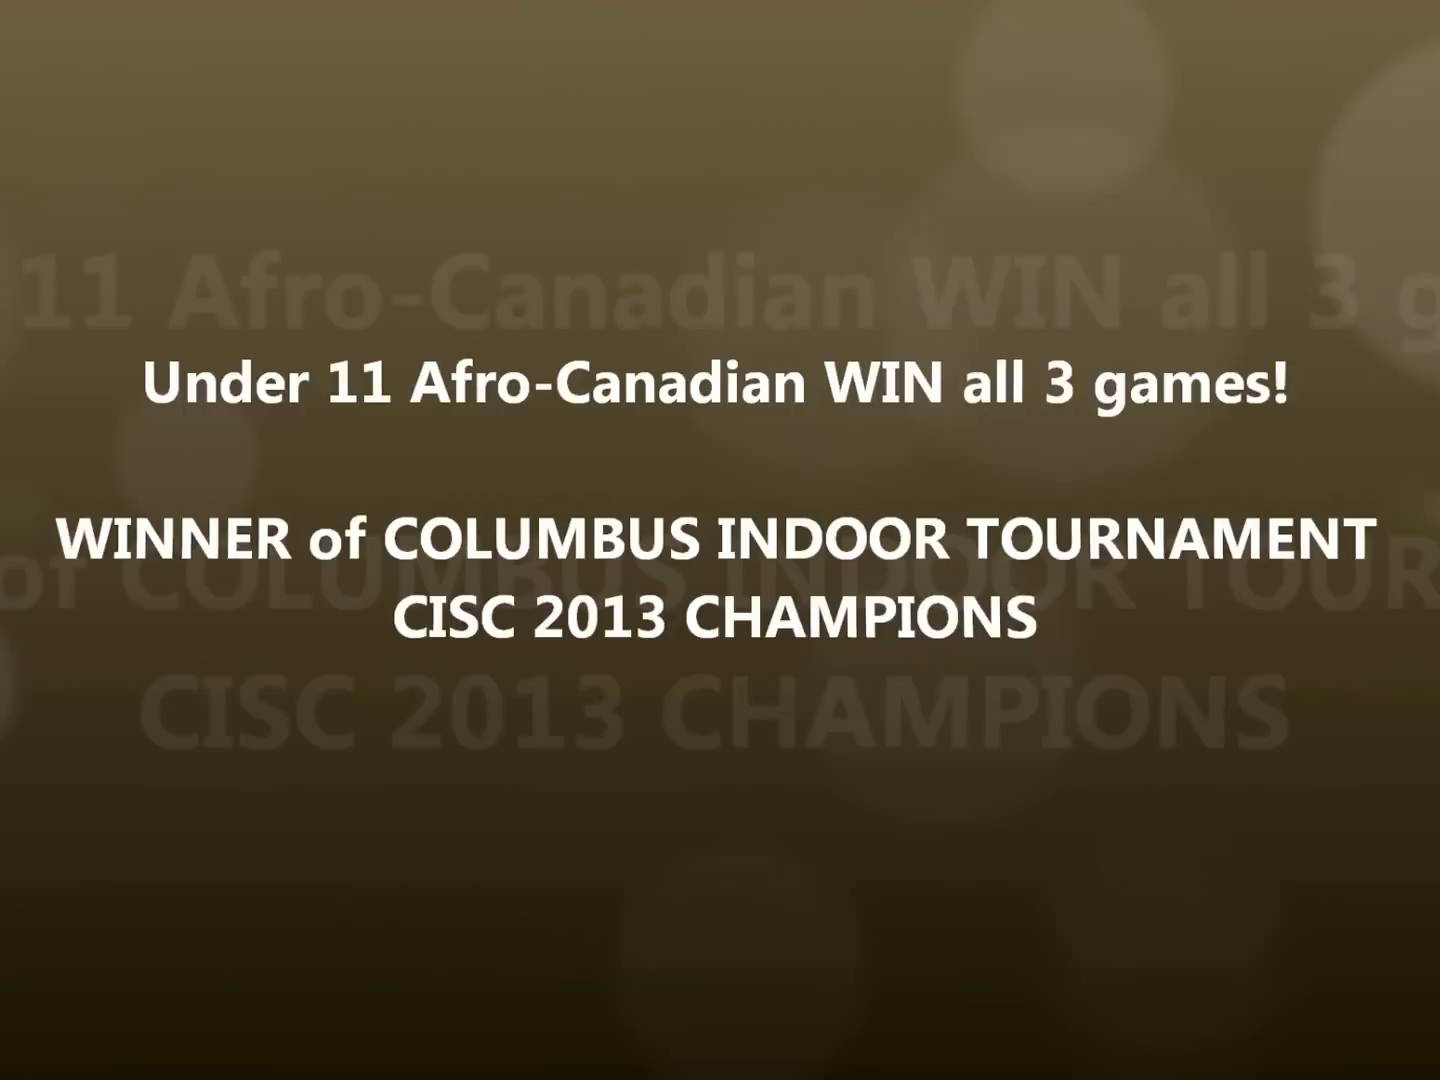 Under 11 Afro-Canadian WIN all 3 games!
WINNER of COLUMBUS INDOOR TOURNAMENT
CISC 2013 CHAMPIONS